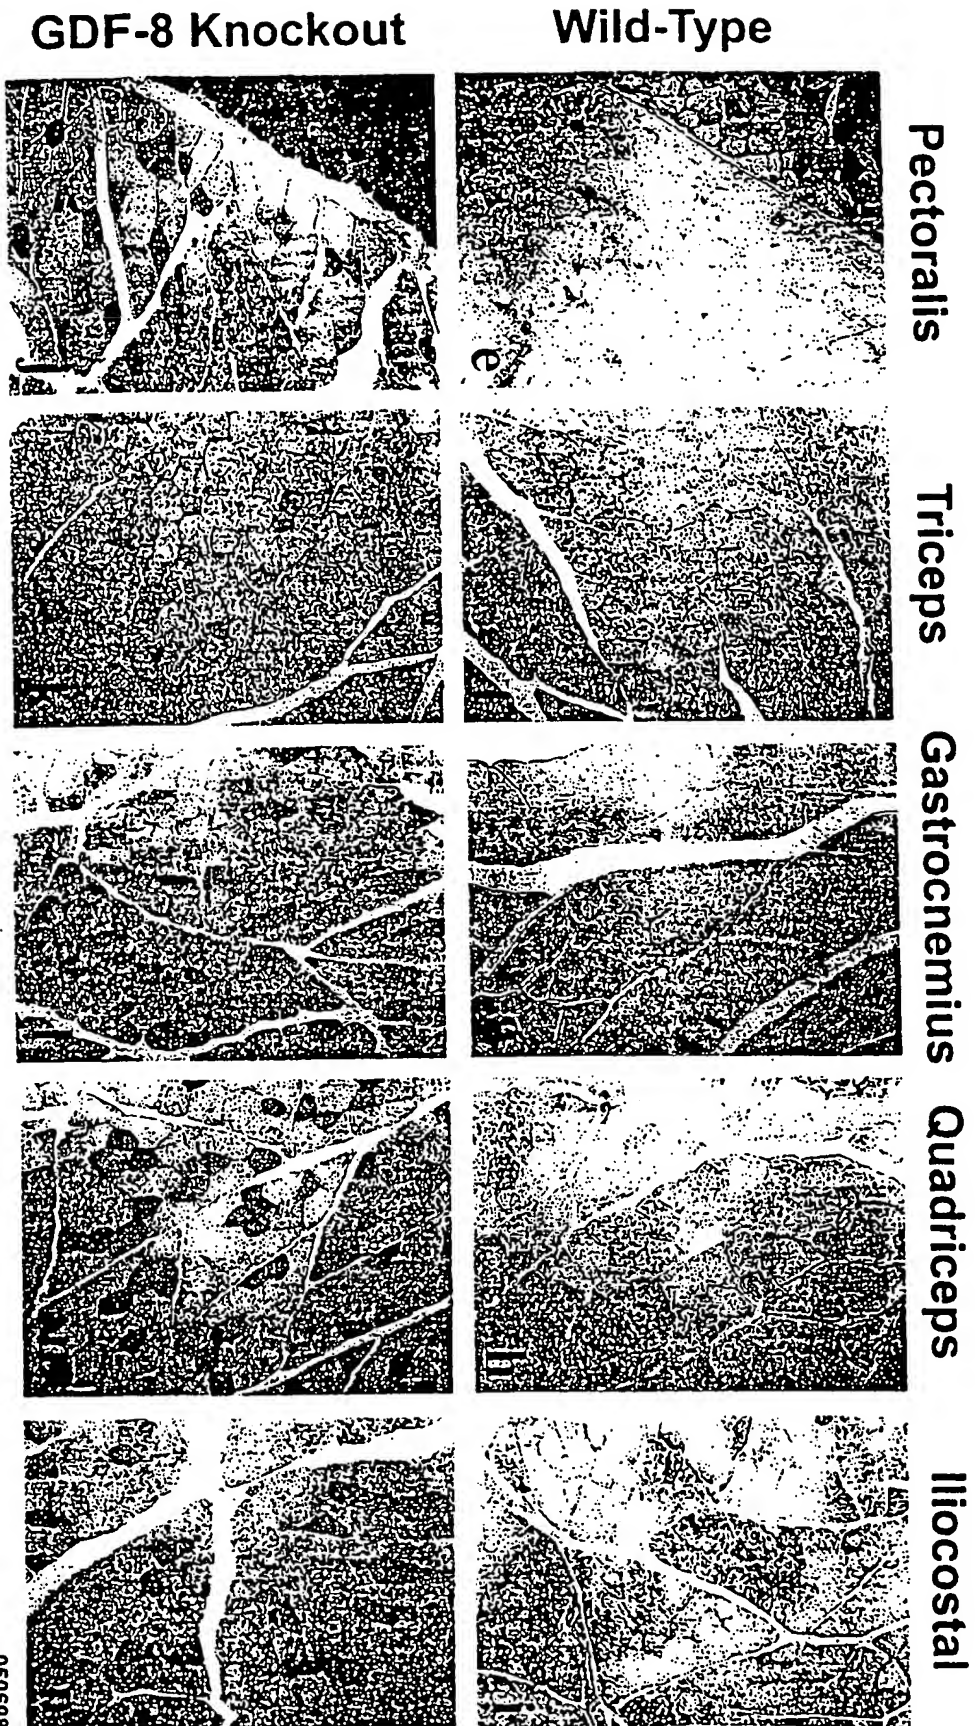 GDF-8 Knockout
Wild-Type
Pectoralis
Triceps
Gastrocnemius
Quadriceps
Iliocostal
e
h